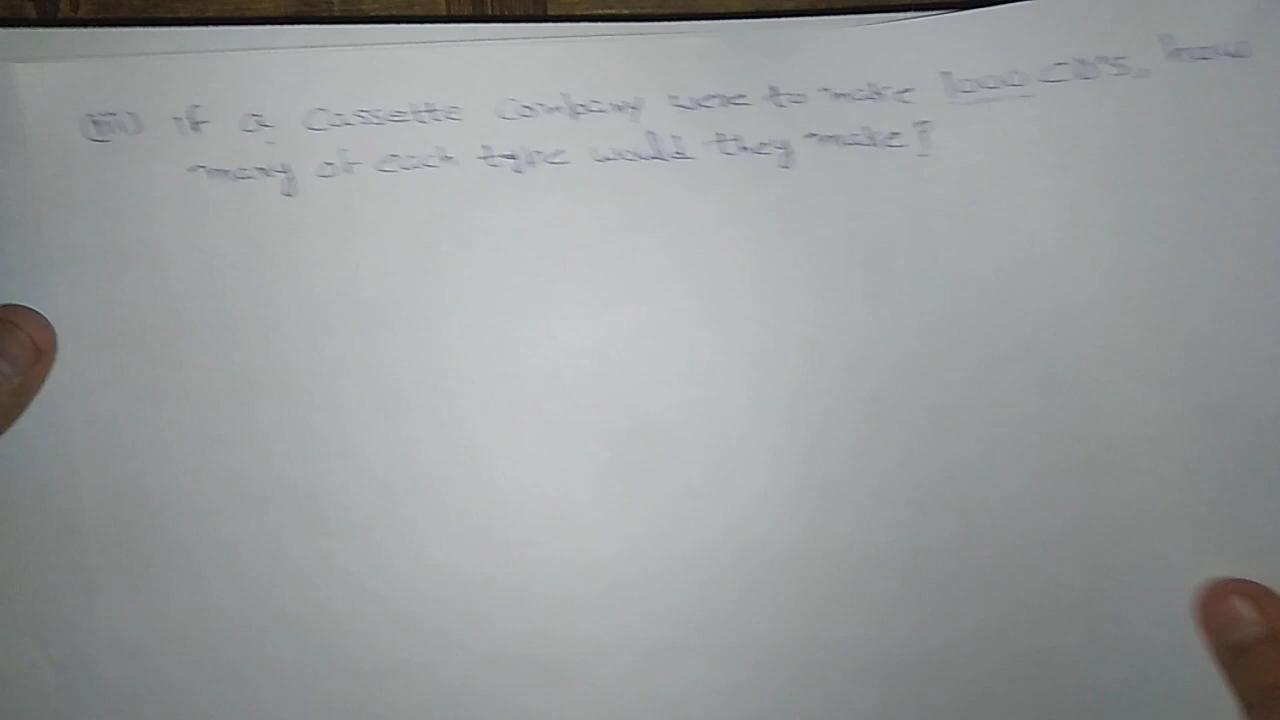 (iii) If a Cassette Company were to make 1000 CD'S, how
many of each type would they make?